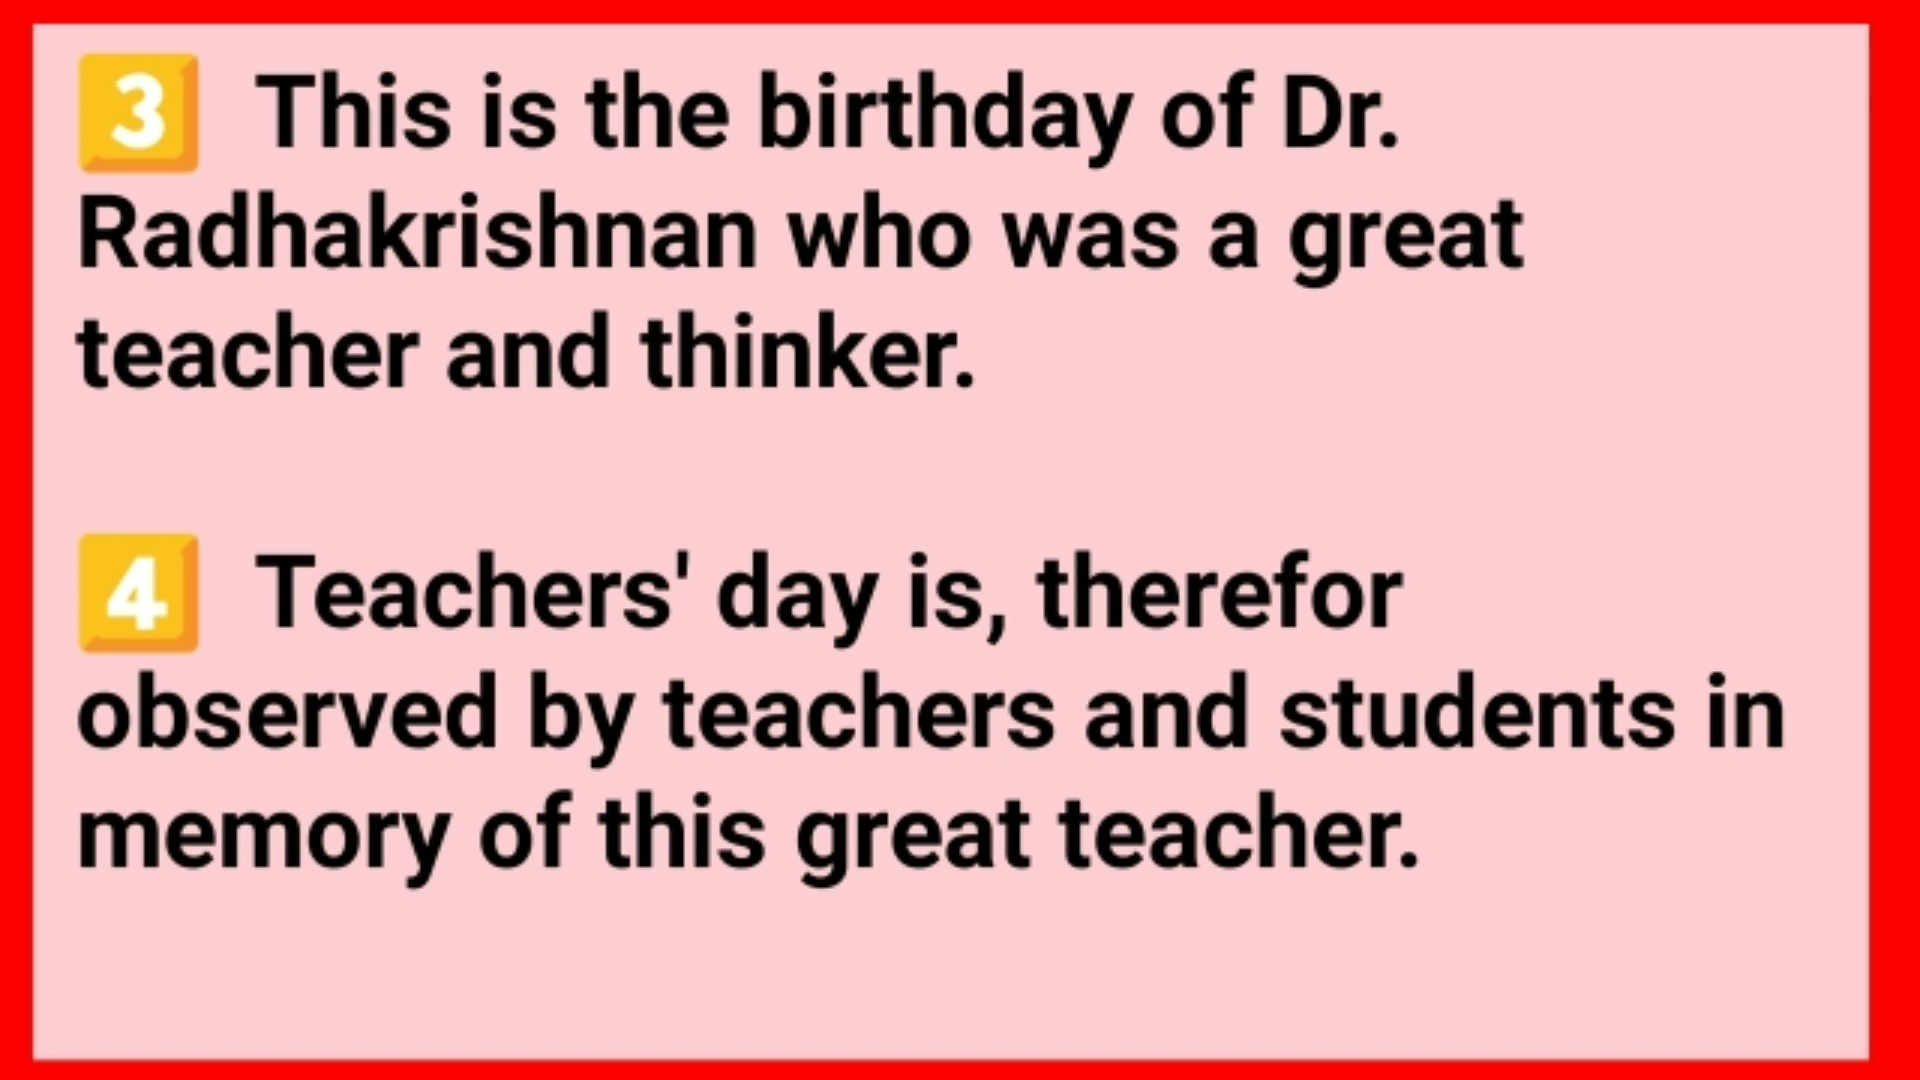 3 This is the birthday of Dr.
Radhakrishnan who was a great
teacher and thinker.
4 Teachers' day is, therefor
observed by teachers and students in
memory of this great teacher.